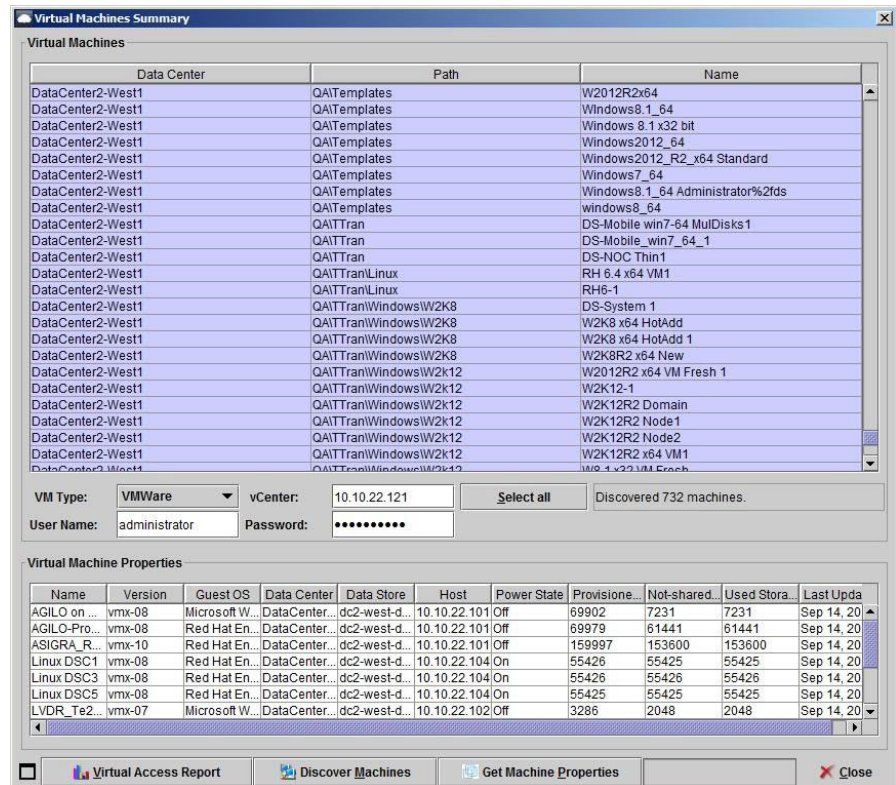 Virtual Machines Summary
Virtual Machines
Data Center Path Name
DataCenter2-West1 QA\Templates W2012R2x64
DataCenter2-West1 QA\Templates WIndows8.1_64
DataCenter2-West1 QA\Templates Windows 8.1 x32 bit
DataCenter2-West1 QA\Templates Windows2012_64
DataCenter2-West1 QA\Templates Windows2012_R2_x64 Standard
DataCenter2-West1 QA\Templates Windows7_64
DataCenter2-West1 QA\Templates Windows8.1_64 Administrator%2fds
DataCenter2-West1 QA\Templates windows8_64
DataCenter2-West1 QA\TTran DS-Mobile win7-64 MulDisks1
DataCenter2-West1 QA\TTran DS-Mobile_win7_64_1
DataCenter2-West1 QA\TTran DS-NOC Thin1
DataCenter2-West1 QA\TTran\Linux RH 6.4 x64 VM1
DataCenter2-West1 QA\TTran\Linux RH6-1
DataCenter2-West1 QA\TTran\Windows\W2K8 DS-System 1
DataCenter2-West1 QA\TTran\Windows\W2K8 W2K8 x64 HotAdd
DataCenter2-West1 QA\TTran\Windows\W2K8 W2K8 x64 HotAdd 1
DataCenter2-West1 QA\TTran\Windows\W2K8 W2K8R2 x64 New
DataCenter2-West1 QA\TTran\Windows\W2k12 W2012R2 x64 VM Fresh 1
DataCenter2-West1 QA\TTran\Windows\W2k12 W2K12-1
DataCenter2-West1 QA\TTran\Windows\W2k12 W2K12R2 Domain
DataCenter2-West1 QA\TTran\Windows\W2k12 W2K12R2 Node1
DataCenter2-West1 QA\TTran\Windows\W2k12 W2K12R2 Node2
DataCenter2-West1 QA\TTran\Windows\W2k12 W2K12R2 x64 VM1
DataCenter2-West1 QA\TTran\Windows\W2k12 W8.1 x32 VM Fresh
VM Type: VMWare vCenter: 10.10.22.121 Select all Discovered 732 machines.
User Name: administrator Password: ●●●●●●●●●●
Virtual Machine Properties
Name Version Guest OS Data Center Data Store Host Power State Provisione... Not-shared... Used Stora... Last Upda
AGILO on ... vmx-08 Microsoft W... DataCenter... dc2-west-d... 10.10.22.101 Off 69902 7231 7231 Sep 14, 20
AGILO-Pro... vmx-08 Red Hat En... DataCenter... dc2-west-d... 10.10.22.101 Off 69979 61441 61441 Sep 14, 20
ASIGRA_R... vmx-10 Red Hat En... DataCenter... dc2-west-d... 10.10.22.101 Off 159997 153600 153600 Sep 14, 20
Linux DSC1 vmx-08 Red Hat En... DataCenter... dc2-west-d... 10.10.22.104 On 55426 55425 55425 Sep 14, 20
Linux DSC3 vmx-08 Red Hat En... DataCenter... dc2-west-d... 10.10.22.104 On 55426 55426 55426 Sep 14, 20
Linux DSC5 vmx-08 Red Hat En... DataCenter... dc2-west-d... 10.10.22.104 On 55425 55425 55425 Sep 14, 20
LVDR_Te2... vmx-07 Microsoft W... DataCenter... dc2-west-d... 10.10.22.102 Off 3286 2048 2048 Sep 14, 20
Virtual Access Report Discover Machines Get Machine Properties Close